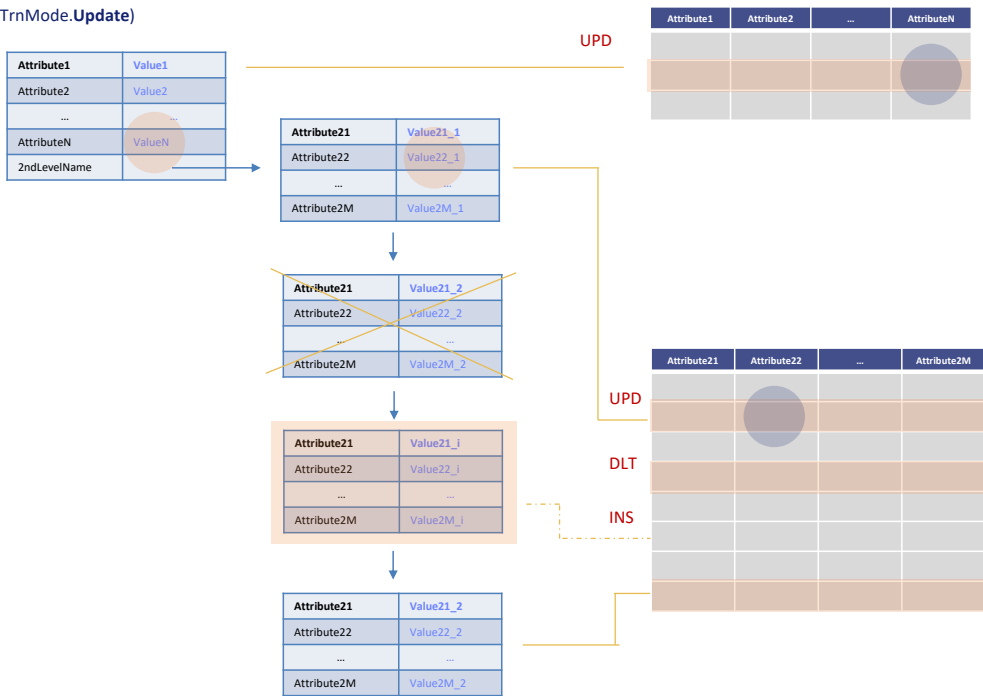 TrnMode.Update)
Attribute1 Attribute2 ... AttributeN
UPD
Attribute1 Value1
Attribute2 Value2
... ...
AttributeN ValueN
2ndLevelName
Attribute21 Value21_1
Attribute22 Value22_1
... ...
Attribute2M Value2M_1
Attribute21 Value21_2
Attribute22 Value22_2
... ...
Attribute2M Value2M_2
Attribute21 Attribute22 ... Attribute2M
UPD
DLT
INS
Attribute21 Value21_i
Attribute22 Value22_i
... ...
Attribute2M Value2M_i
Attribute21 Value21_2
Attribute22 Value22_2
... ...
Attribute2M Value2M_2